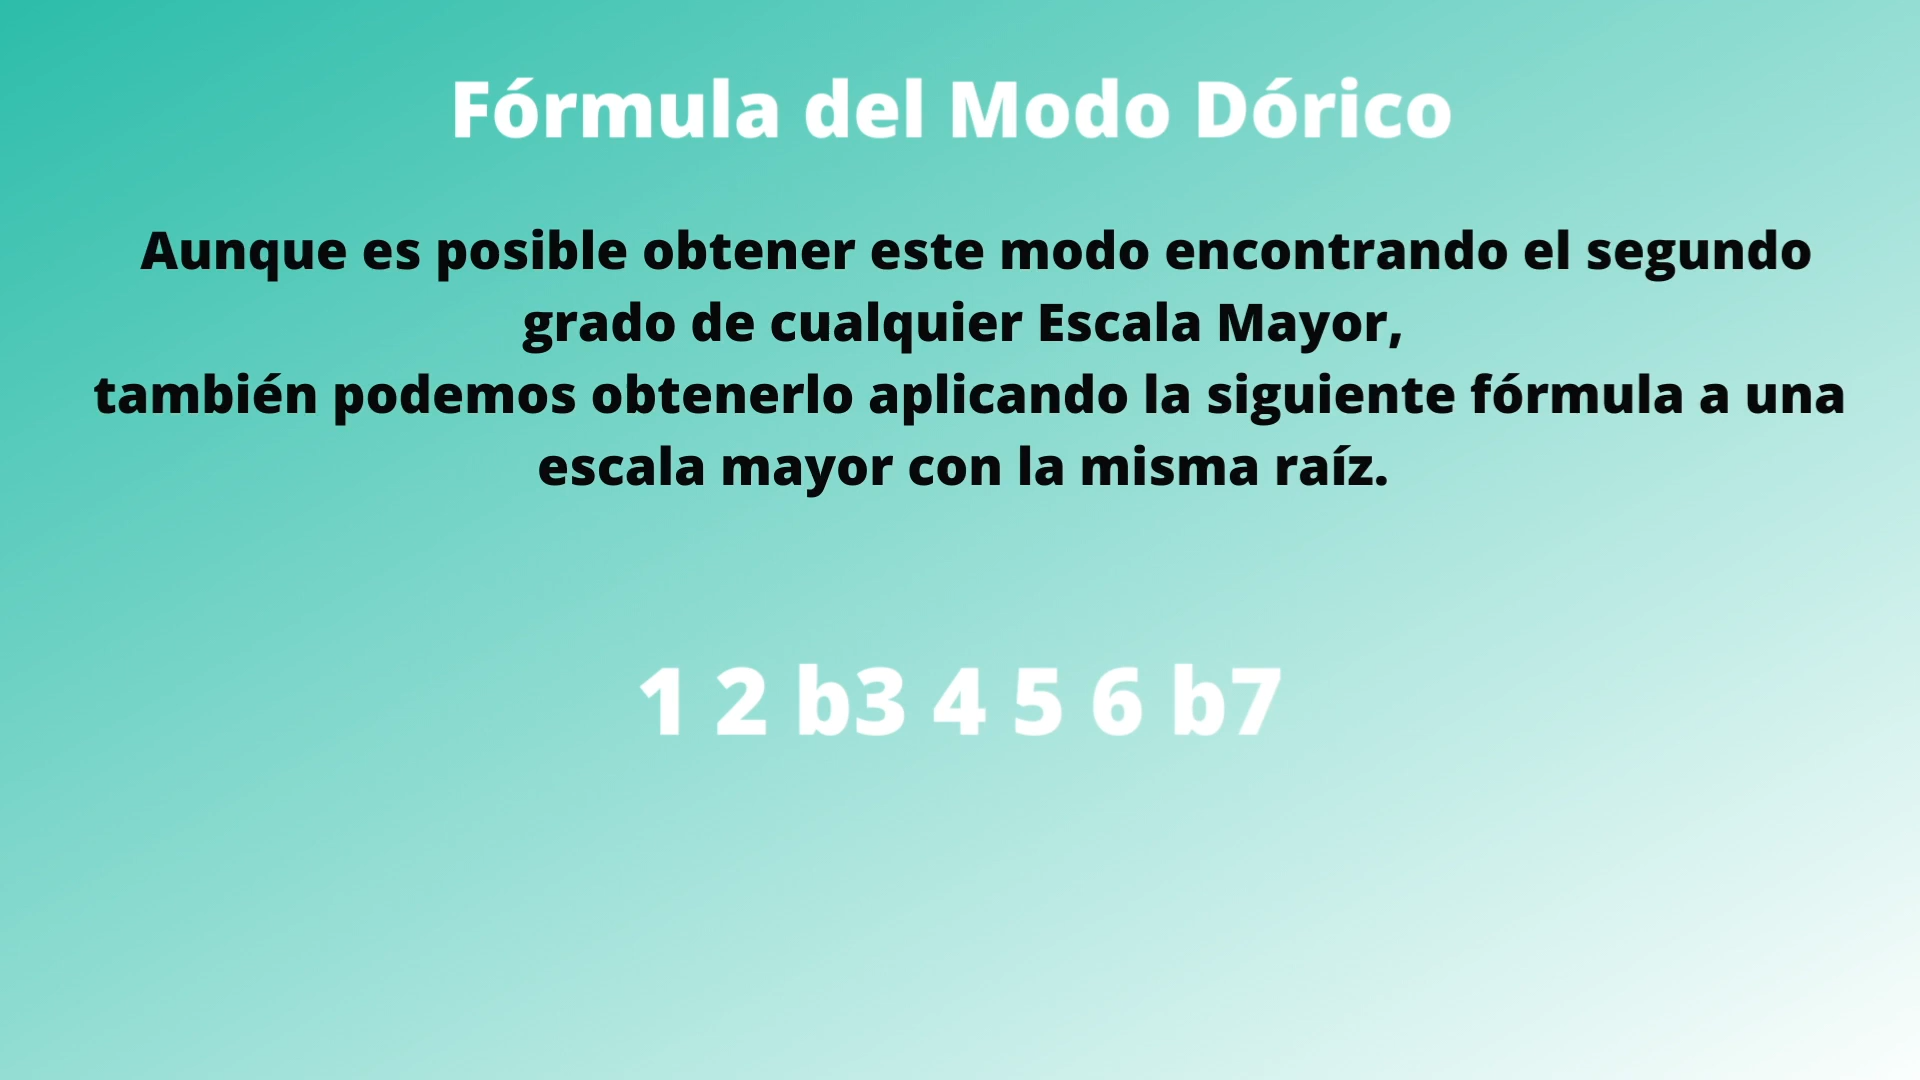 Fórmula del Modo Dórico
Aunque es posible obtener este modo encontrando el segundo
grado de cualquier Escala Mayor,
también podemos obtenerlo aplicando la siguiente fórmula a una
escala mayor con la misma raíz.
1 2 b3 4 5 6 b7